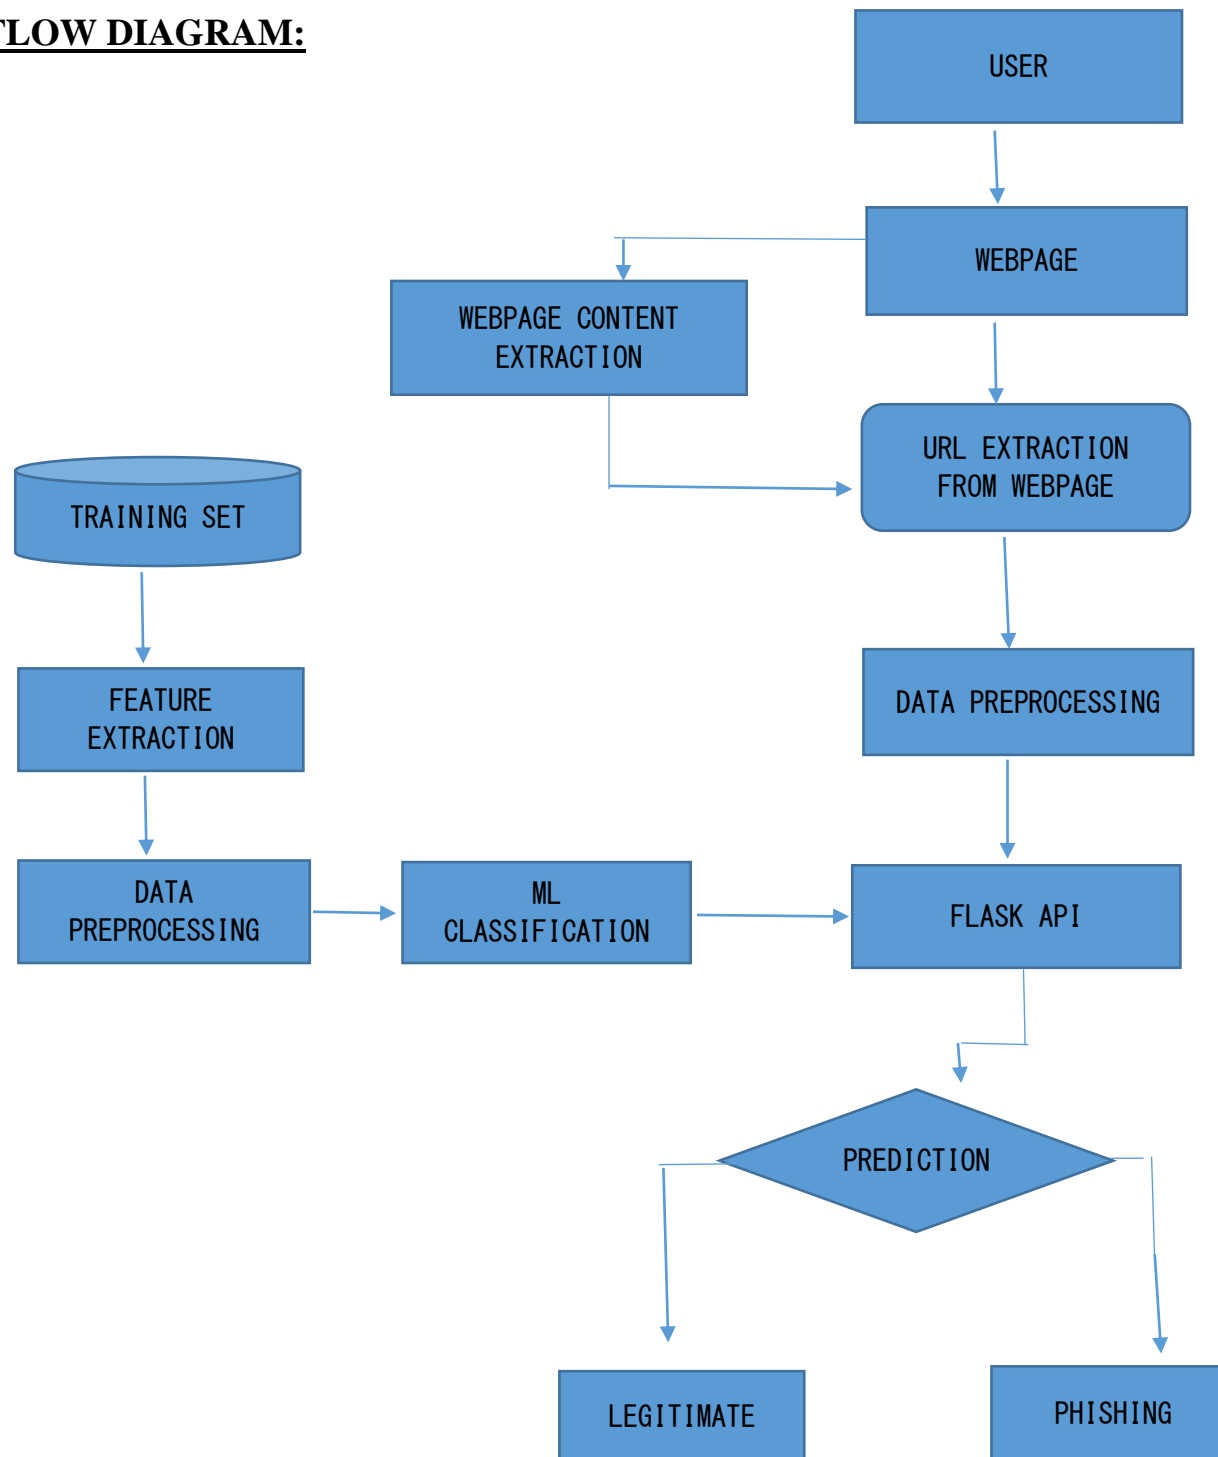 FLOW DIAGRAM:
USER
WEBPAGE
WEBPAGE CONTENT
EXTRACTION
URL EXTRACTION
FROM WEBPAGE
TRAINING SET
FEATURE
EXTRACTION
DATA PREPROCESSING
DATA
PREPROCESSING
ML
CLASSIFICATION
FLASK API
PREDICTION
LEGITIMATE
PHISHING